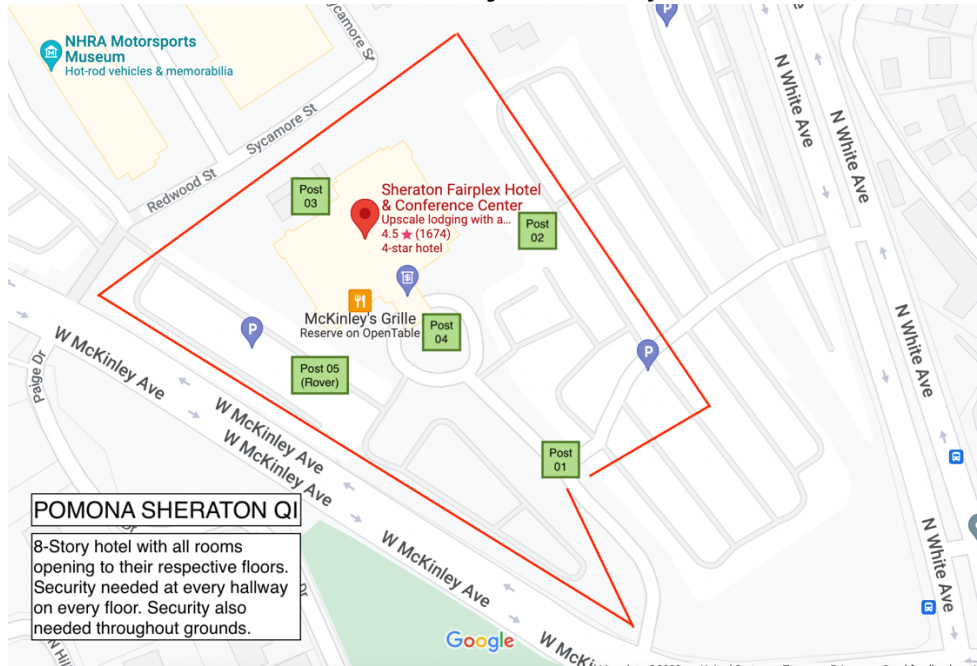 NHRA Motorsports
Museum
Hot-rod vehicles & memorabilia
Sycamore St
Sycamore St
Redwood St
P
N White Ave
N White Ave
N White Ave
N White Ave
N White Ave
Post
03
Sheraton Fairplex Hotel
& Conference Center
Upscale lodging with a...
4.5 ★ (1674)
4-star hotel
Post
02
McKinley's Grille
Reserve on OpenTable
Post
04
P
P
Post 05
(Rover)
Paige Dr
W McKinley Ave
W McKinley Ave
W McKinley Ave
W McKinley Ave
Post
01
POMONA SHERATON QI
8-Story hotel with all rooms
opening to their respective floors.
Security needed at every hallway
on every floor. Security also
needed throughout grounds.
Google